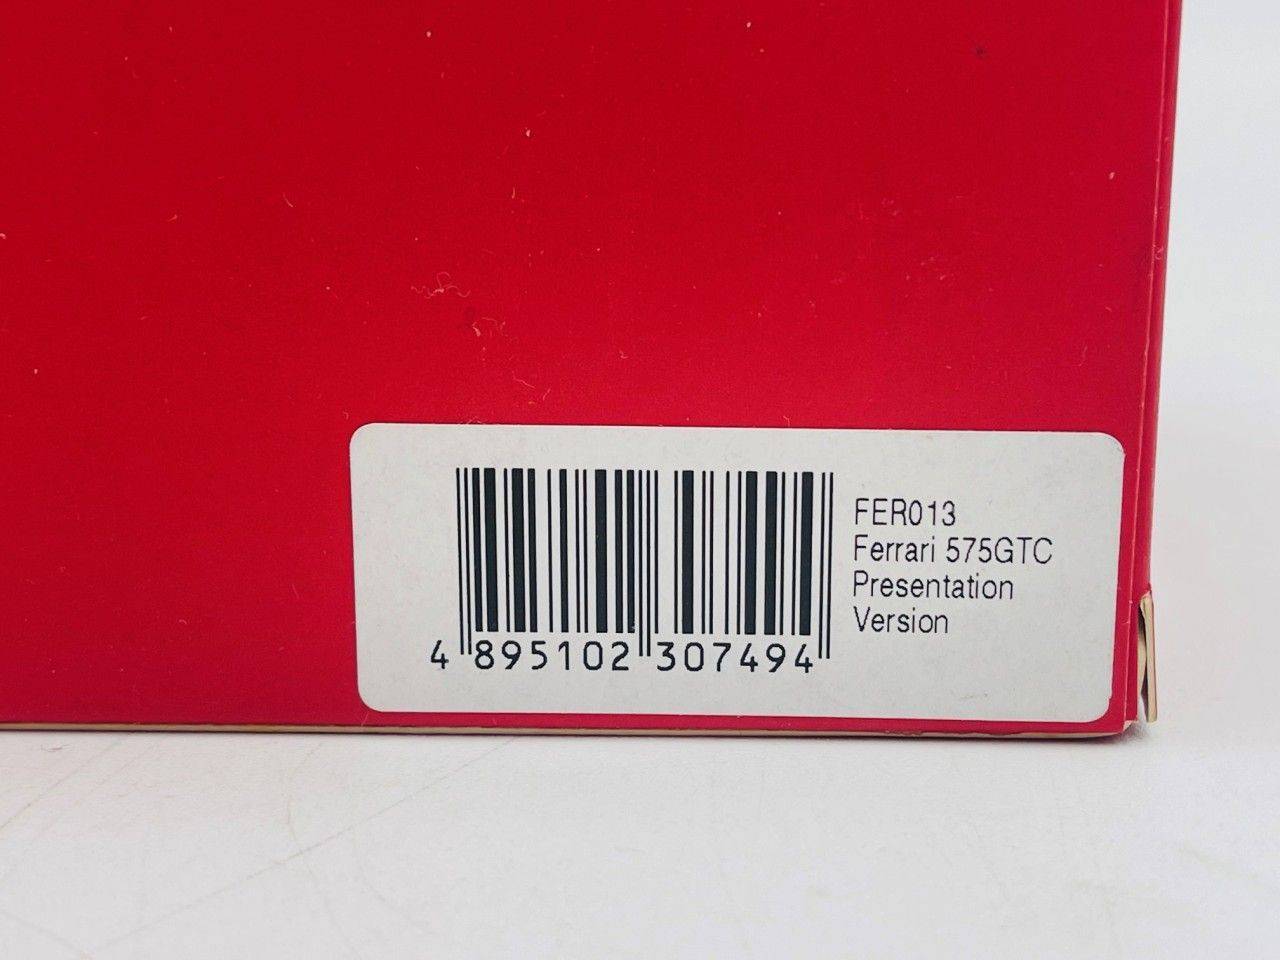 FER013
Ferrari 575GTC
Presentation
Version
4 895102 307494